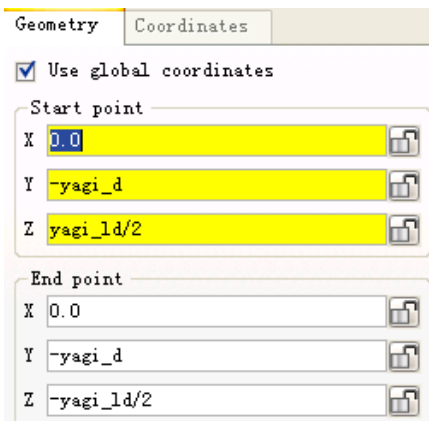 Geometry Coordinates
Use global coordinates
Start point
X 0.0
Y -yagi_d
Z yagi_ld/2
End point
X 0.0
Y -yagi_d
Z -yagi_ld/2